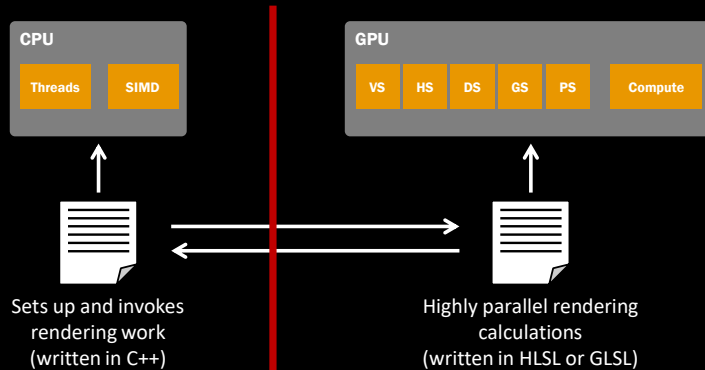 CPU
Threads
SIMD
GPU
VS
HS
DS
GS
PS
Compute
Sets up and invokes
rendering work
(written in C++)
Highly parallel rendering
calculations
(written in HLSL or GLSL)